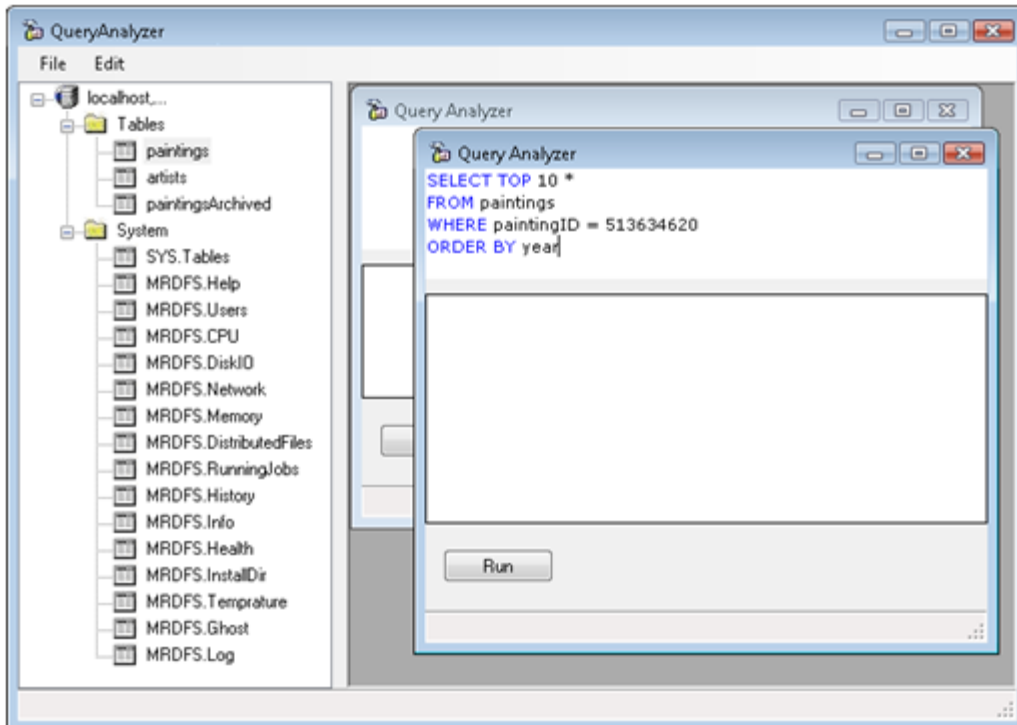 QueryAnalyzer
File Edit
localhost,...
Tables
paintings
artists
paintingsArchived
System
SYS.Tables
MRDFS.Help
MRDFS.Users
MRDFS.CPU
MRDFS.DiskIO
MRDFS.Network
MRDFS.Memory
MRDFS.DistributedFiles
MRDFS.RunningJobs
MRDFS.History
MRDFS.Info
MRDFS.Health
MRDFS.InstallDir
MRDFS.Temprature
MRDFS.Ghost
MRDFS.Log
Query Analyzer
Query Analyzer
SELECT TOP 10 *
FROM paintings
WHERE paintingID = 513634620
ORDER BY year
Run